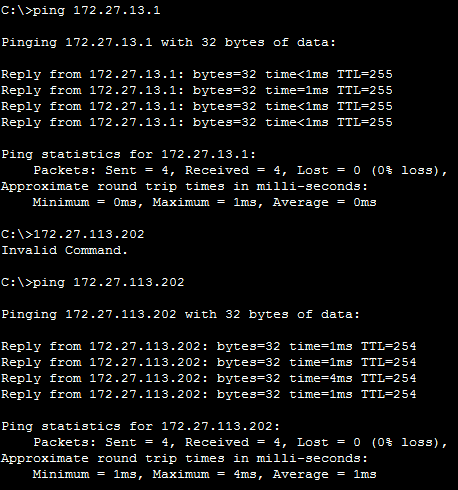 C:\>ping 172.27.13.1
Pinging 172.27.13.1 with 32 bytes of data:
Reply from 172.27.13.1: bytes=32 time<1ms TTL=255
Reply from 172.27.13.1: bytes=32 time=1ms TTL=255
Reply from 172.27.13.1: bytes=32 time<1ms TTL=255
Reply from 172.27.13.1: bytes=32 time<1ms TTL=255
Ping statistics for 172.27.13.1:
    Packets: Sent = 4, Received = 4, Lost = 0 (0% loss),
Approximate round trip times in milli-seconds:
    Minimum = 0ms, Maximum = 1ms, Average = 0ms
C:\>172.27.113.202
Invalid Command.
C:\>ping 172.27.113.202
Pinging 172.27.113.202 with 32 bytes of data:
Reply from 172.27.113.202: bytes=32 time=1ms TTL=254
Reply from 172.27.113.202: bytes=32 time=1ms TTL=254
Reply from 172.27.113.202: bytes=32 time=4ms TTL=254
Reply from 172.27.113.202: bytes=32 time=1ms TTL=254
Ping statistics for 172.27.113.202:
    Packets: Sent = 4, Received = 4, Lost = 0 (0% loss),
Approximate round trip times in milli-seconds:
    Minimum = 1ms, Maximum = 4ms, Average = 1ms